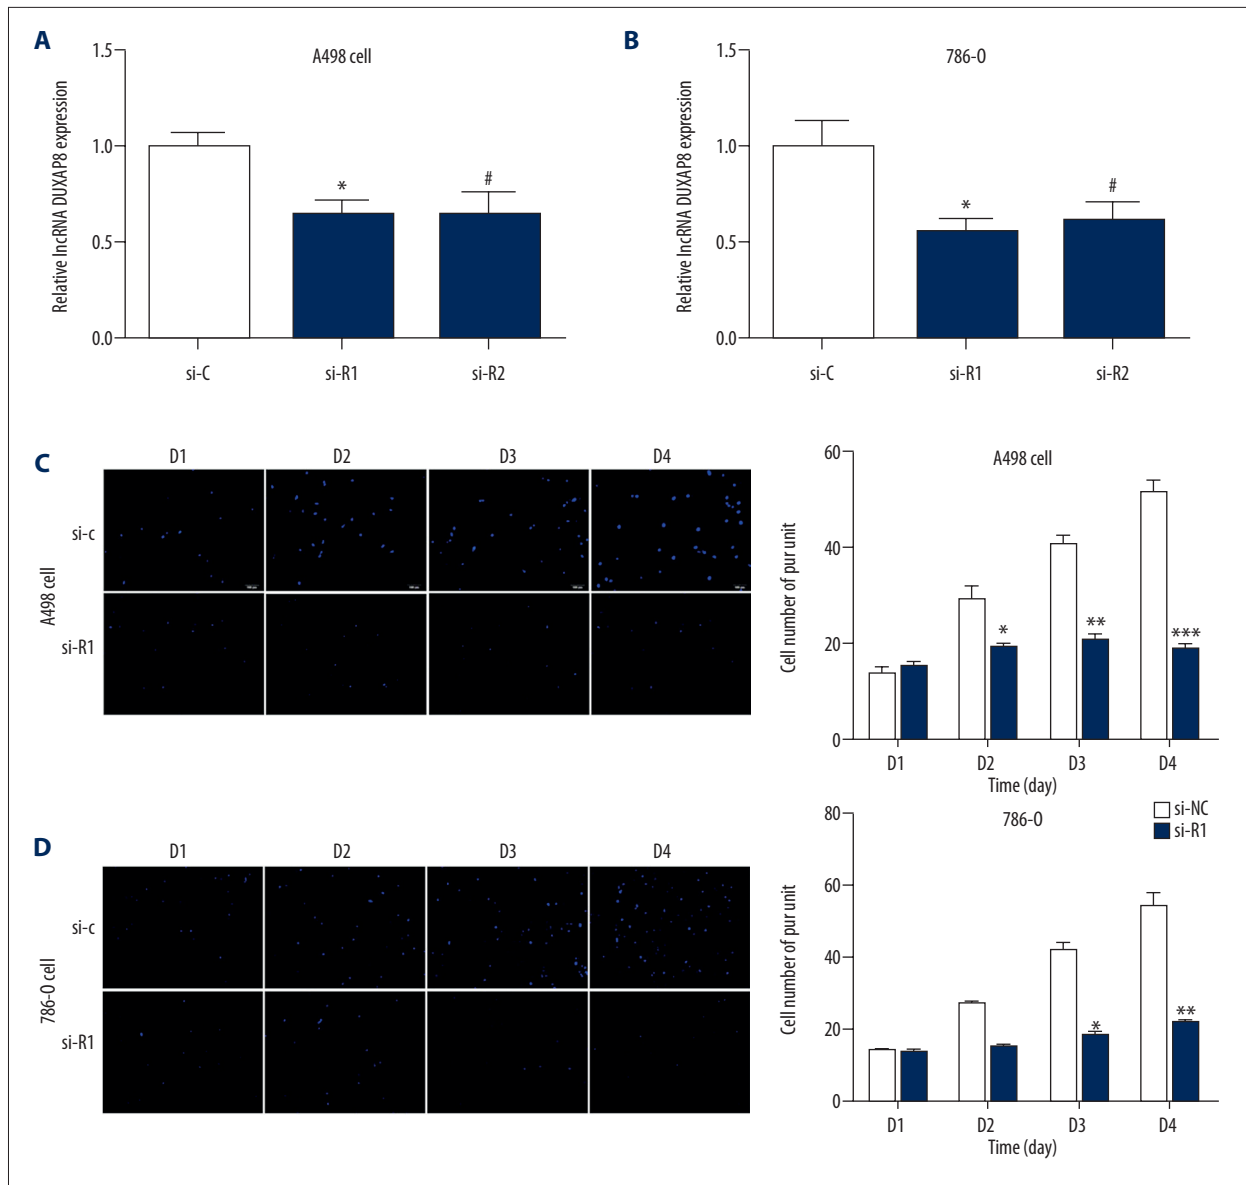 A
A498 cell
Relative lncRNA DUXAP8 expression
1.5
1.0
0.5
0.0
*
#
si-C
si-R1
si-R2
B
786-0
Relative lncRNA DUXAP8 expression
1.5
1.0
0.5
0.0
*
#
si-C
si-R1
si-R2
C
D1
D2
D3
D4
A498 cell
si-c
si-R1
A498 cell
Cell number of pur unit
60
40
20
0
*
**
***
D1
D2
D3
D4
Time (day)
D
D1
D2
D3
D4
786-0 cell
si-c
si-R1
786-0
si-NC
si-R1
Cell number of pur unit
80
60
40
20
0
*
**
D1
D2
D3
D4
Time (day)